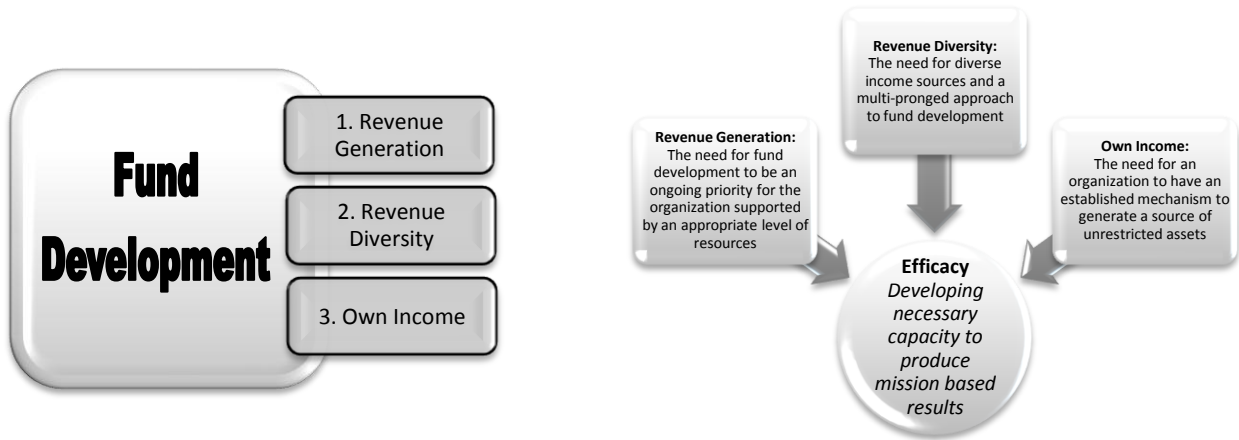 Fund
Development
1. Revenue
Generation
2. Revenue
Diversity
3. Own Income
Revenue Diversity:
The need for diverse
income sources and a
multi-pronged approach
to fund development
Revenue Generation:
The need for fund
development to be an
ongoing priority for the
organization supported
by an appropriate level of
resources
Own Income:
The need for an
organization to have an
established mechanism to
generate a source of
unrestricted assets
Efficacy
Developing
necessary
capacity to
produce
mission based
results